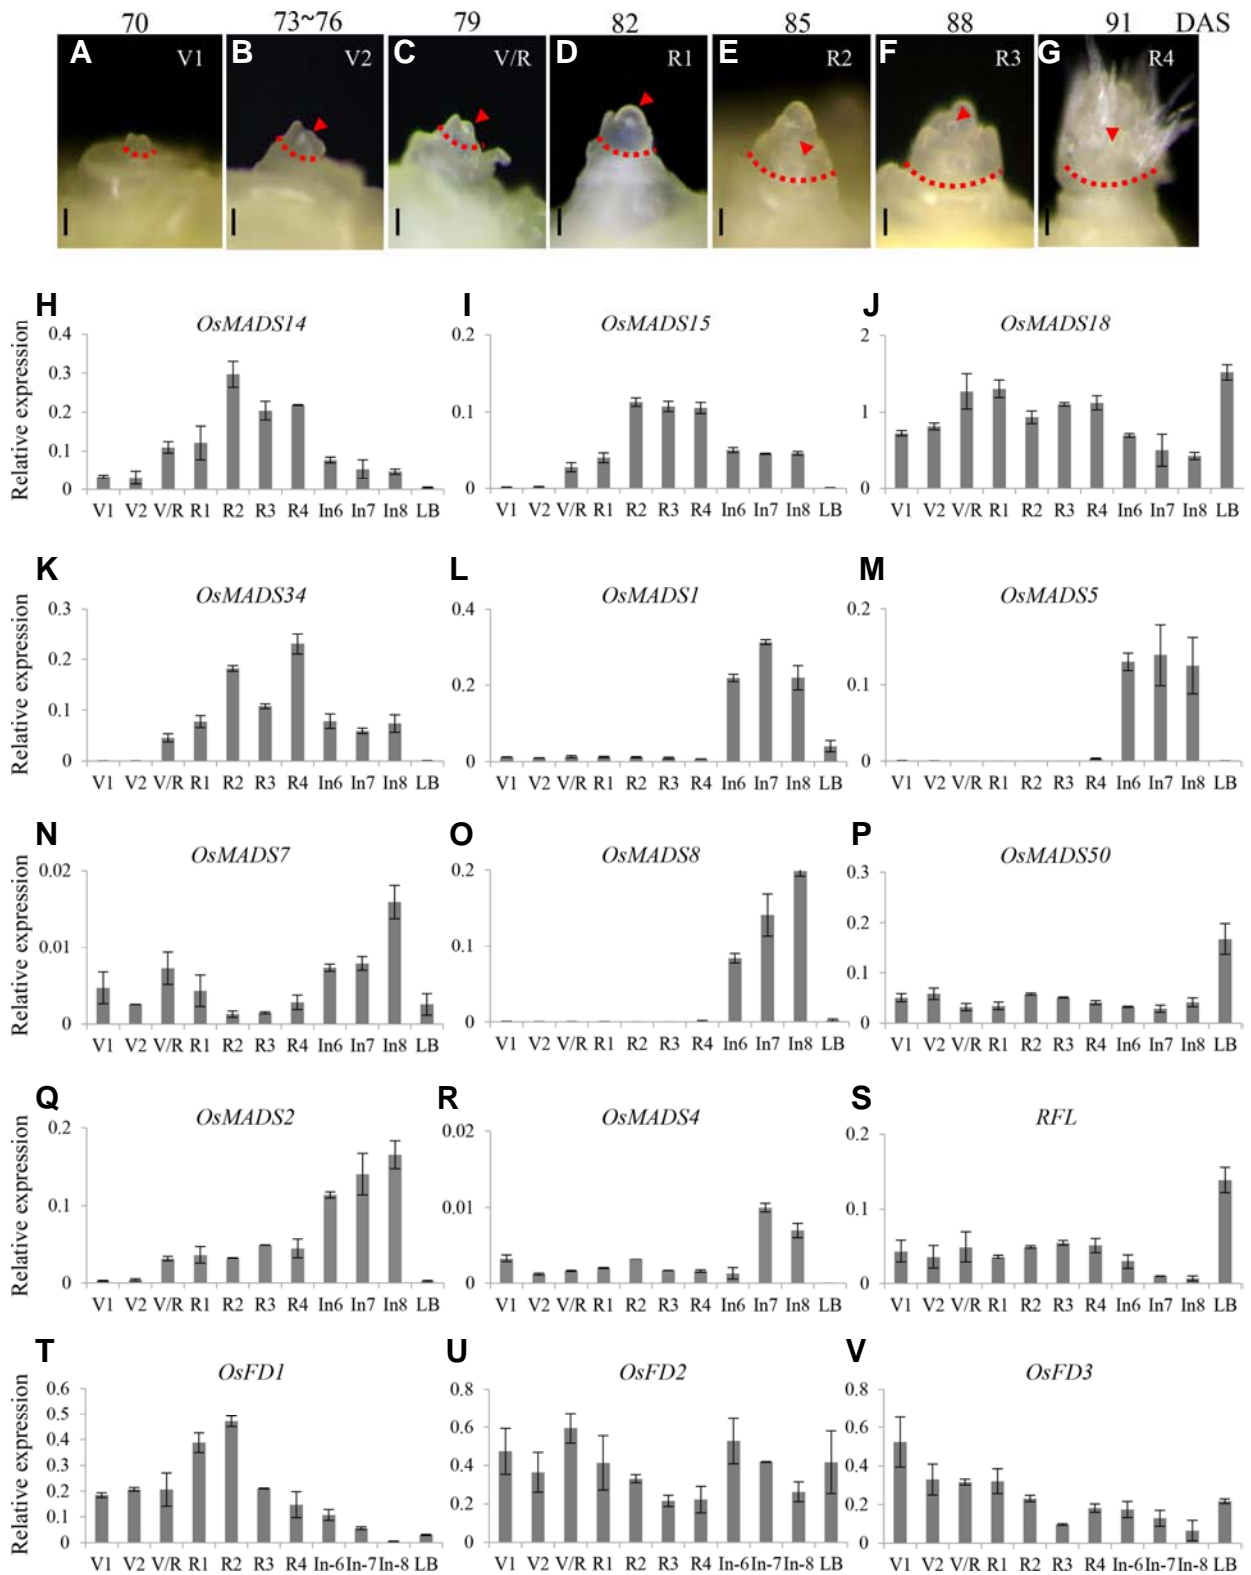 70 73~76 79 82 85 88 91 DAS
A V1 B V2 C V/R D R1 E R2 F R3 G R4
H I J
OsMADS14 OsMADS15 OsMADS18
Relative expression
0.4 0.3 0.2 0.1 0
0.2 0.1 0
2 1 0
V1 V2 V/R R1 R2 R3 R4 In6 In7 In8 LB
V1 V2 V/R R1 R2 R3 R4 In6 In7 In8 LB
V1 V2 V/R R1 R2 R3 R4 In6 In7 In8 LB
K L M
OsMADS34 OsMADS1 OsMADS5
Relative expression
0.3 0.2 0.1 0
0.4 0.2 0
0.2 0.1 0
V1 V2 V/R R1 R2 R3 R4 In6 In7 In8 LB
V1 V2 V/R R1 R2 R3 R4 In6 In7 In8 LB
V1 V2 V/R R1 R2 R3 R4 In6 In7 In8 LB
N O P
OsMADS7 OsMADS8 OsMADS50
Relative expression
0.02 0.01 0
0.2 0.1 0
0.3 0.2 0.1 0
V1 V2 V/R R1 R2 R3 R4 In6 In7 In8 LB
V1 V2 V/R R1 R2 R3 R4 In6 In7 In8 LB
V1 V2 V/R R1 R2 R3 R4 In6 In7 In8 LB
Q R S
OsMADS2 OsMADS4 RFL
Relative expression
0.2 0.1 0
0.02 0.01 0
0.2 0.1 0
V1 V2 V/R R1 R2 R3 R4 In6 In7 In8 LB
V1 V2 V/R R1 R2 R3 R4 In6 In7 In8 LB
V1 V2 V/R R1 R2 R3 R4 In6 In7 In8 LB
T U V
OsFD1 OsFD2 OsFD3
Relative expression
0.6 0.5 0.4 0.3 0.2 0.1 0
0.8 0.6 0.4 0.2 0
0.8 0.6 0.4 0.2 0
V1 V2 V/R R1 R2 R3 R4 In-6 In-7 In-8 LB
V1 V2 V/R R1 R2 R3 R4 In-6 In-7 In-8 LB
V1 V2 V/R R1 R2 R3 R4 In-6 In-7 In-8 LB